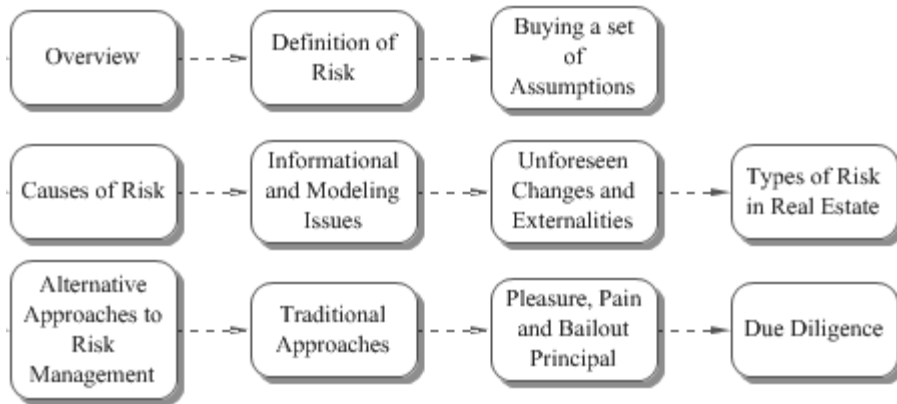 Overview
Definition of
Risk
Buying a set
of
Assumptions
Causes of Risk
Informational
and Modeling
Issues
Unforeseen
Changes and
Externalities
Types of Risk
in Real Estate
Alternative
Approaches to
Risk
Management
Traditional
Approaches
Pleasure, Pain
and Bailout
Principal
Due Diligence